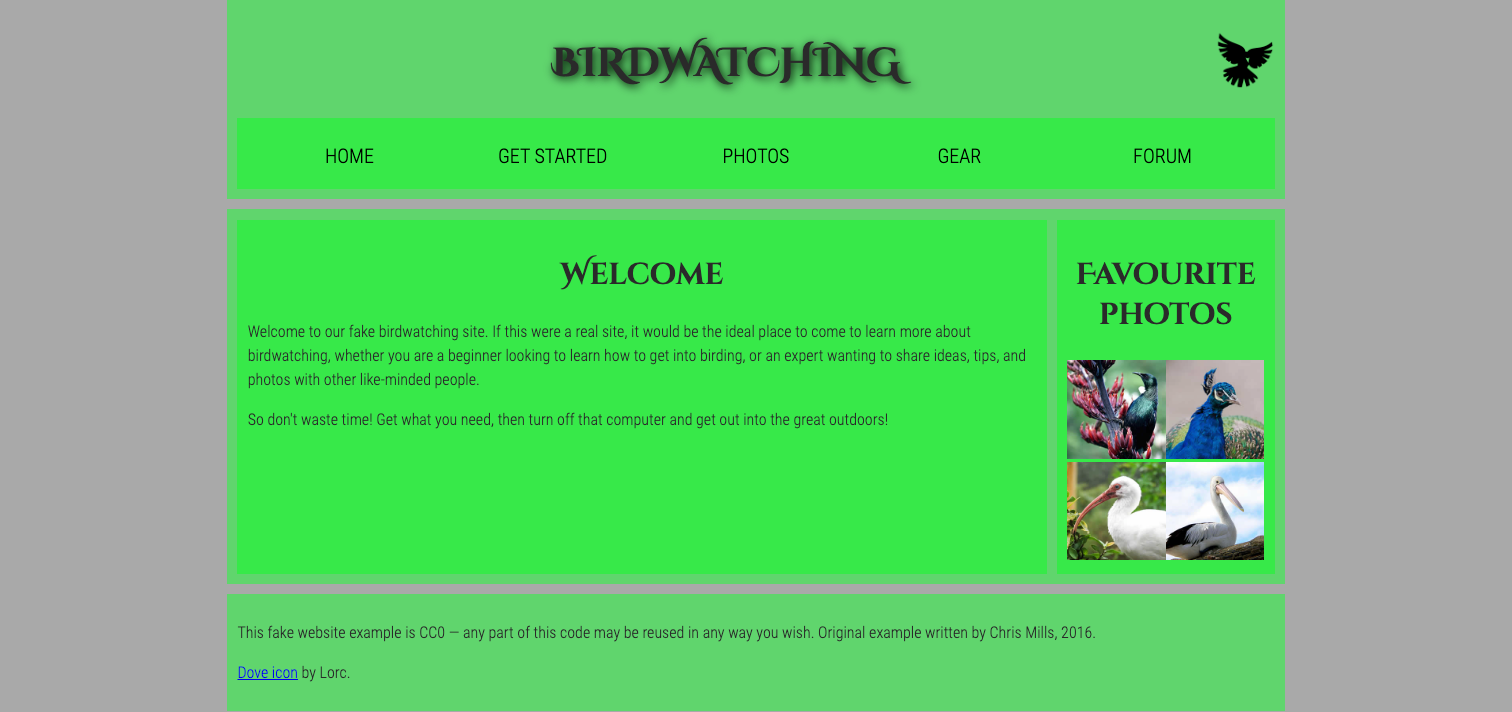 BIRDWATCHING
HOME
GET STARTED
PHOTOS
GEAR
FORUM
WELCOME
Welcome to our fake birdwatching site. If this were a real site, it would be the ideal place to come to learn more about
birdwatching, whether you are a beginner looking to learn how to get into birding, or an expert wanting to share ideas, tips, and
photos with other like-minded people.
So don't waste time! Get what you need, then turn off that computer and get out into the great outdoors!
FAVOURITE
PHOTOS
This fake website example is CC0 — any part of this code may be reused in any way you wish. Original example written by Chris Mills, 2016.
Dove icon by Lorc.